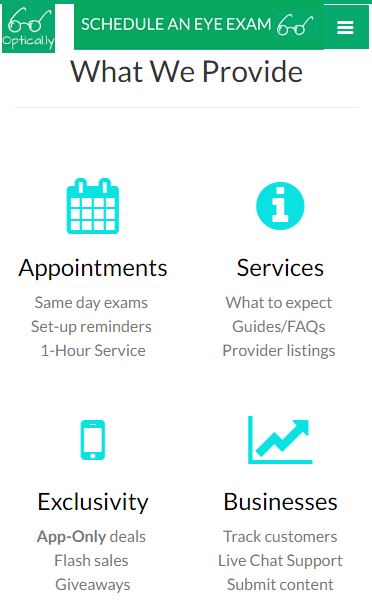 Optical.ly
SCHEDULE AN EYE EXAM
What We Provide
Appointments
Same day exams
Set-up reminders
1-Hour Service
Services
What to expect
Guides/FAQs
Provider listings
Exclusivity
App-Only deals
Flash sales
Giveaways
Businesses
Track customers
Live Chat Support
Submit content